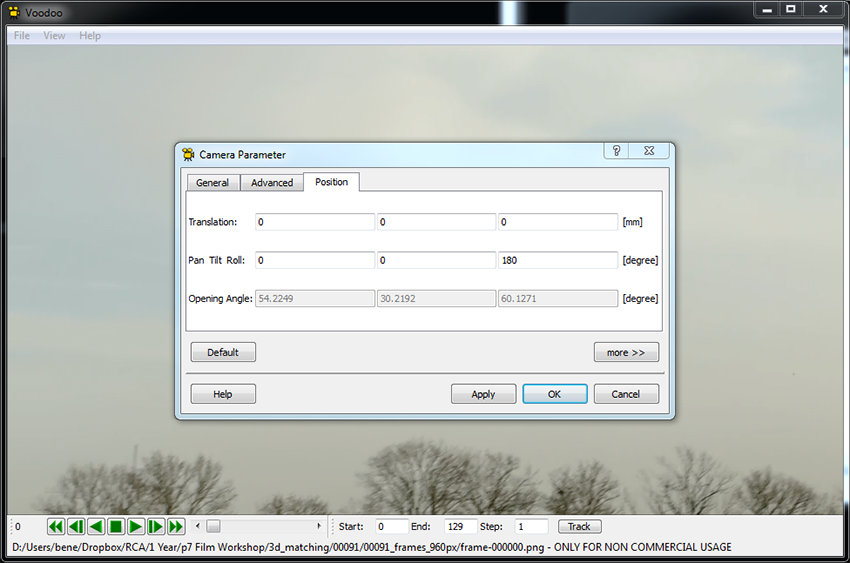 Voodoo
File View Help
Camera Parameter
General Advanced Position
Translation: 0 0 0 [mm]
Pan Tilt Roll: 0 0 180 [degree]
Opening Angle: 54.2249 30.2192 60.1271 [degree]
Default more >>
Help Apply OK Cancel
0 Start: 0 End: 129 Step: 1 Track
D:/Users/bene/Dropbox/RCA/1 Year/p7 Film Workshop/3d_matching/00091/00091_frames_960px/frame-000000.png - ONLY FOR NON COMMERCIAL USAGE